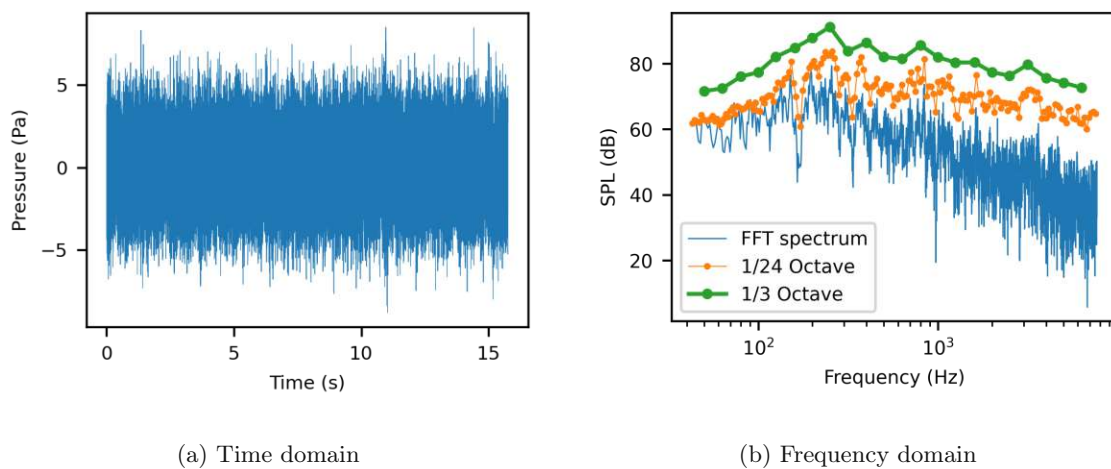 5
0
−5
Pressure (Pa)
0
5
10
15
Time (s)
(a) Time domain
80
60
40
20
SPL (dB)
FFT spectrum
1/24 Octave
1/3 Octave
10²
10³
Frequency (Hz)
(b) Frequency domain